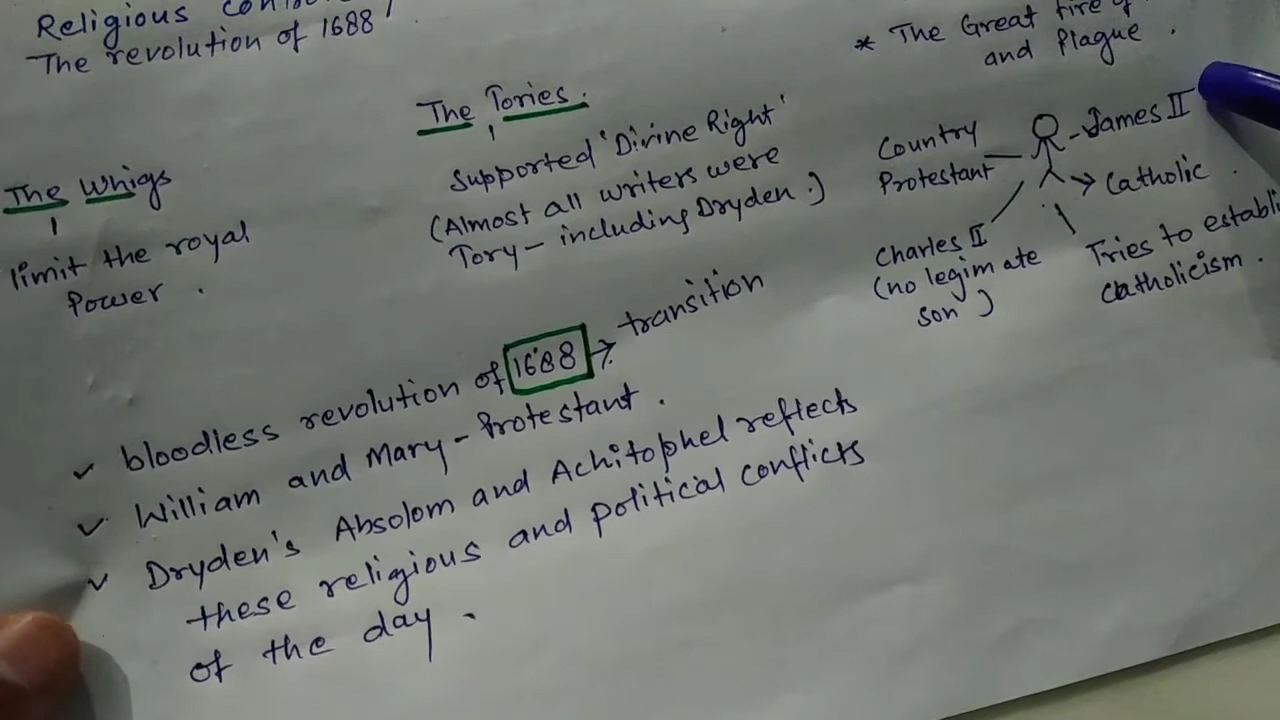 Religious
The revolution of 1688
* The Great fire of
and Plague .
The Whigs
limit the royal
Power .
The Tories .
Supported 'Divine Right'
(Almost all writers were
Tory - including Dryden .)
Country
Protestant
James II
Catholic .
Charles II
(no legimate
son )
Tries to
Catholicism .
✓ bloodless revolution of 1688 → transition
✓ William and Mary - Protestant .
✓ Dryden's Absolom and Achitophel reflects
these religious and political conflicts
of the day .